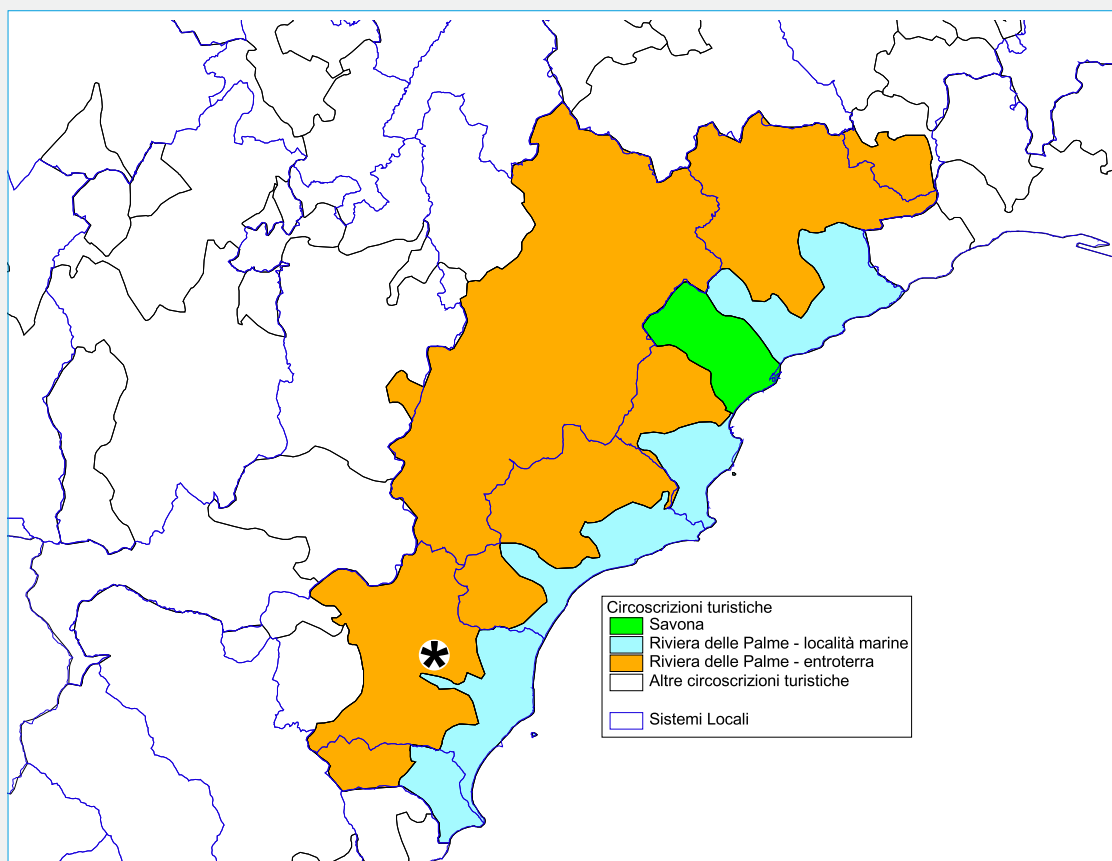 Circoscrizioni turistiche
Savona
Riviera delle Palme - località marine
Riviera delle Palme - entroterra
Altre circoscrizioni turistiche
Sistemi Locali
*